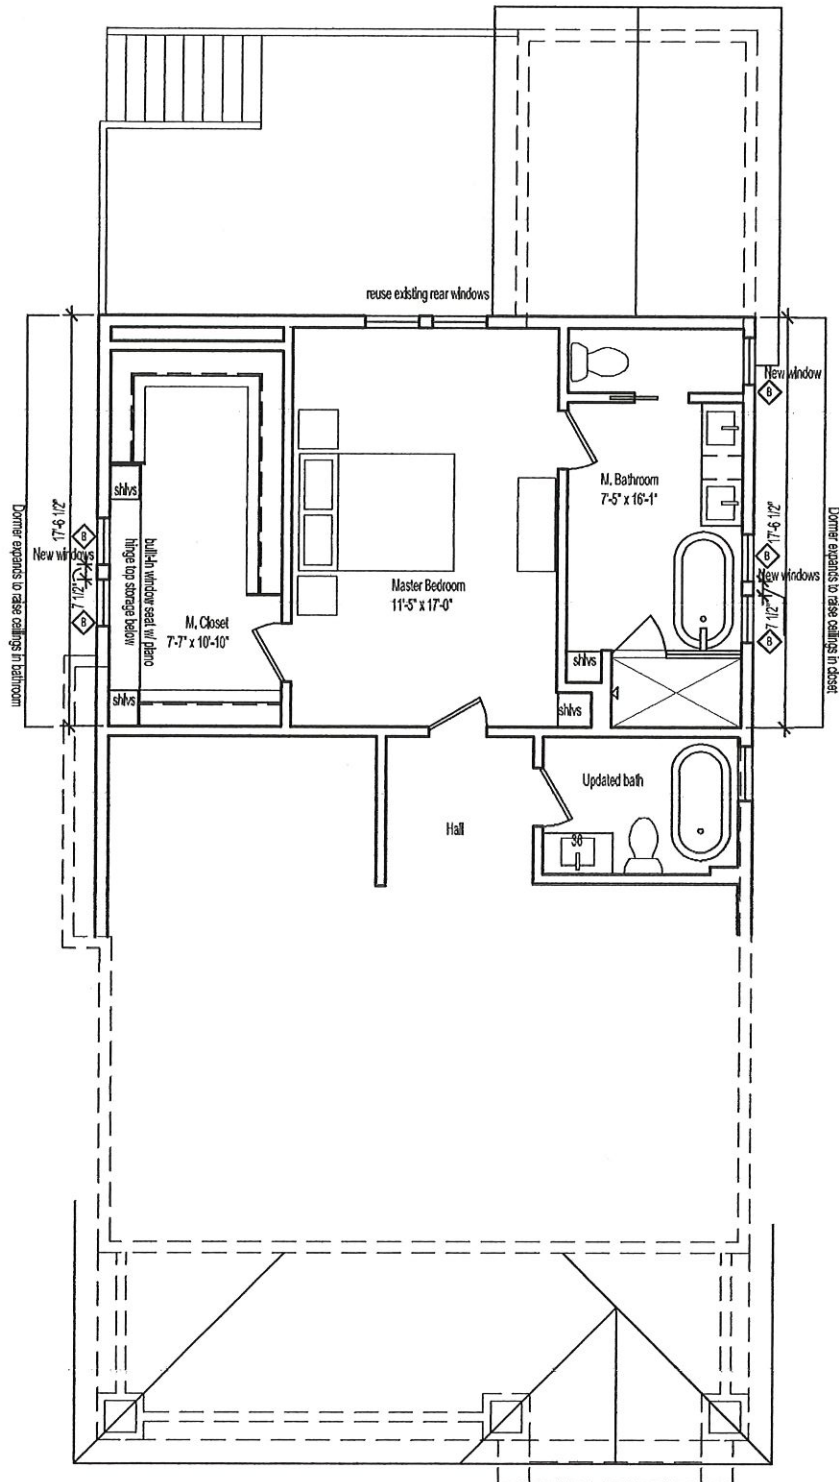 reuse existing rear windows
New window
B
M. Bathroom
7'-5" x 16'-1"
shlvs
Dormer expands to raise ceilings in bathroom
17'-6 1/2"
B
New windows
7 1/2"
B
built-in window seat w/ piano
hinge top storage below
M. Closet
7'-7" x 10'-10"
Master Bedroom
11'-5" x 17'-0"
17'-6 1/2"
B
New windows
7 1/2"
B
Dormer expands to raise ceilings in closet
shlvs
shlvs
shlvs
Updated bath
Hall
36